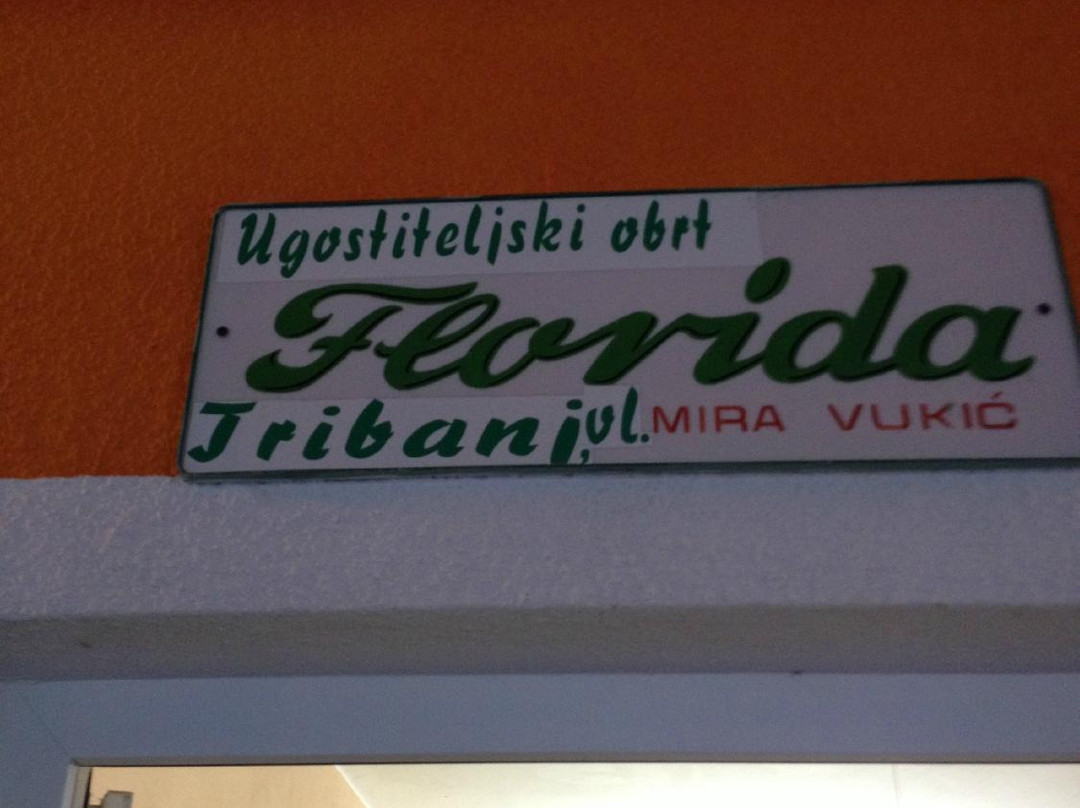 Ugostiteljski obrt
Florida
Tribanj, vl. MIRA VUKIĆ